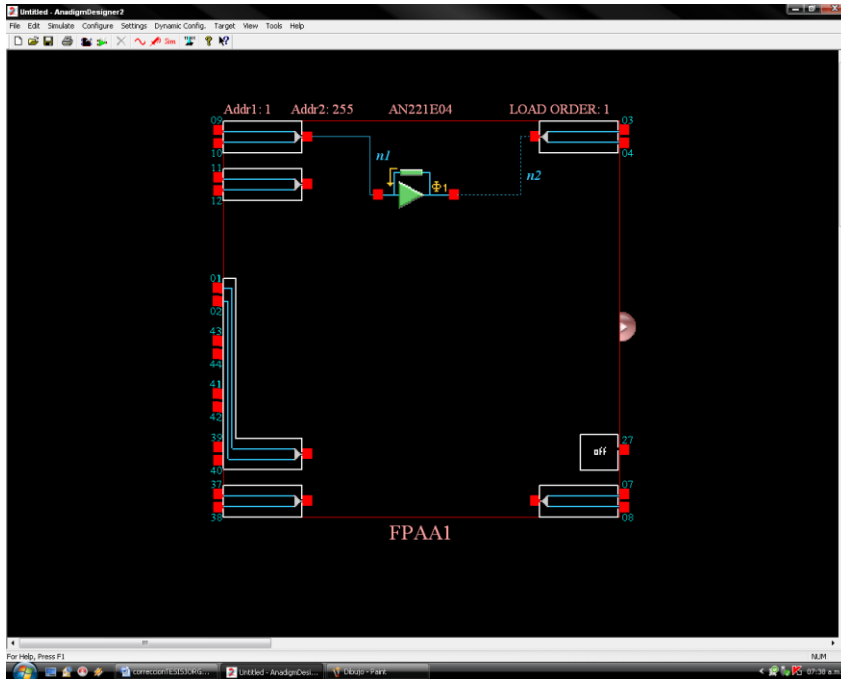 Untitled - AnadigmDesigner2
File Edit Simulate Configure Settings Dynamic Config. Target View Tools Help
Sim
Addr1: 1 Addr2: 255 AN221E04 LOAD ORDER: 1
09
03
10
04
11
n1
Φ1
n2
12
01
02
43
44
41
42
39
27
off
40
37
07
38
08
FPAA1
For Help, Press F1
NUM
correccionTESISJORG...
Untitled - AnadigmDesi...
Dibujo - Paint
07:38 a.m.